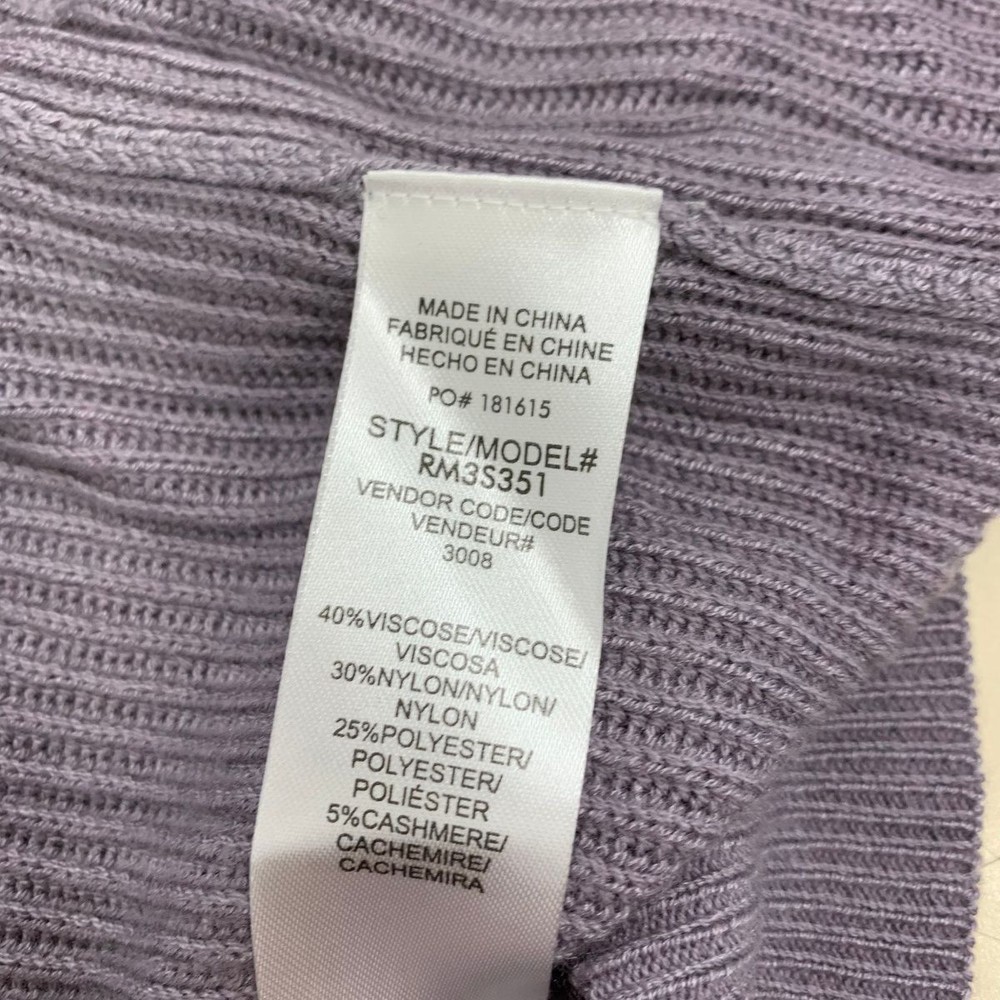 MADE IN CHINA
FABRIQUÉ EN CHINE
HECHO EN CHINA
PO# 181615
STYLE/MODEL#
RM3S351
VENDOR CODE/CODE
VENDEUR#
3008
40%VISCOSE/VISCOSE/
VISCOSA
30%NYLON/NYLON/
NYLON
25%POLYESTER/
POLYESTER/
POLIÉSTER
5%CASHMERE/
CACHEMIRE/
CACHEMIRA